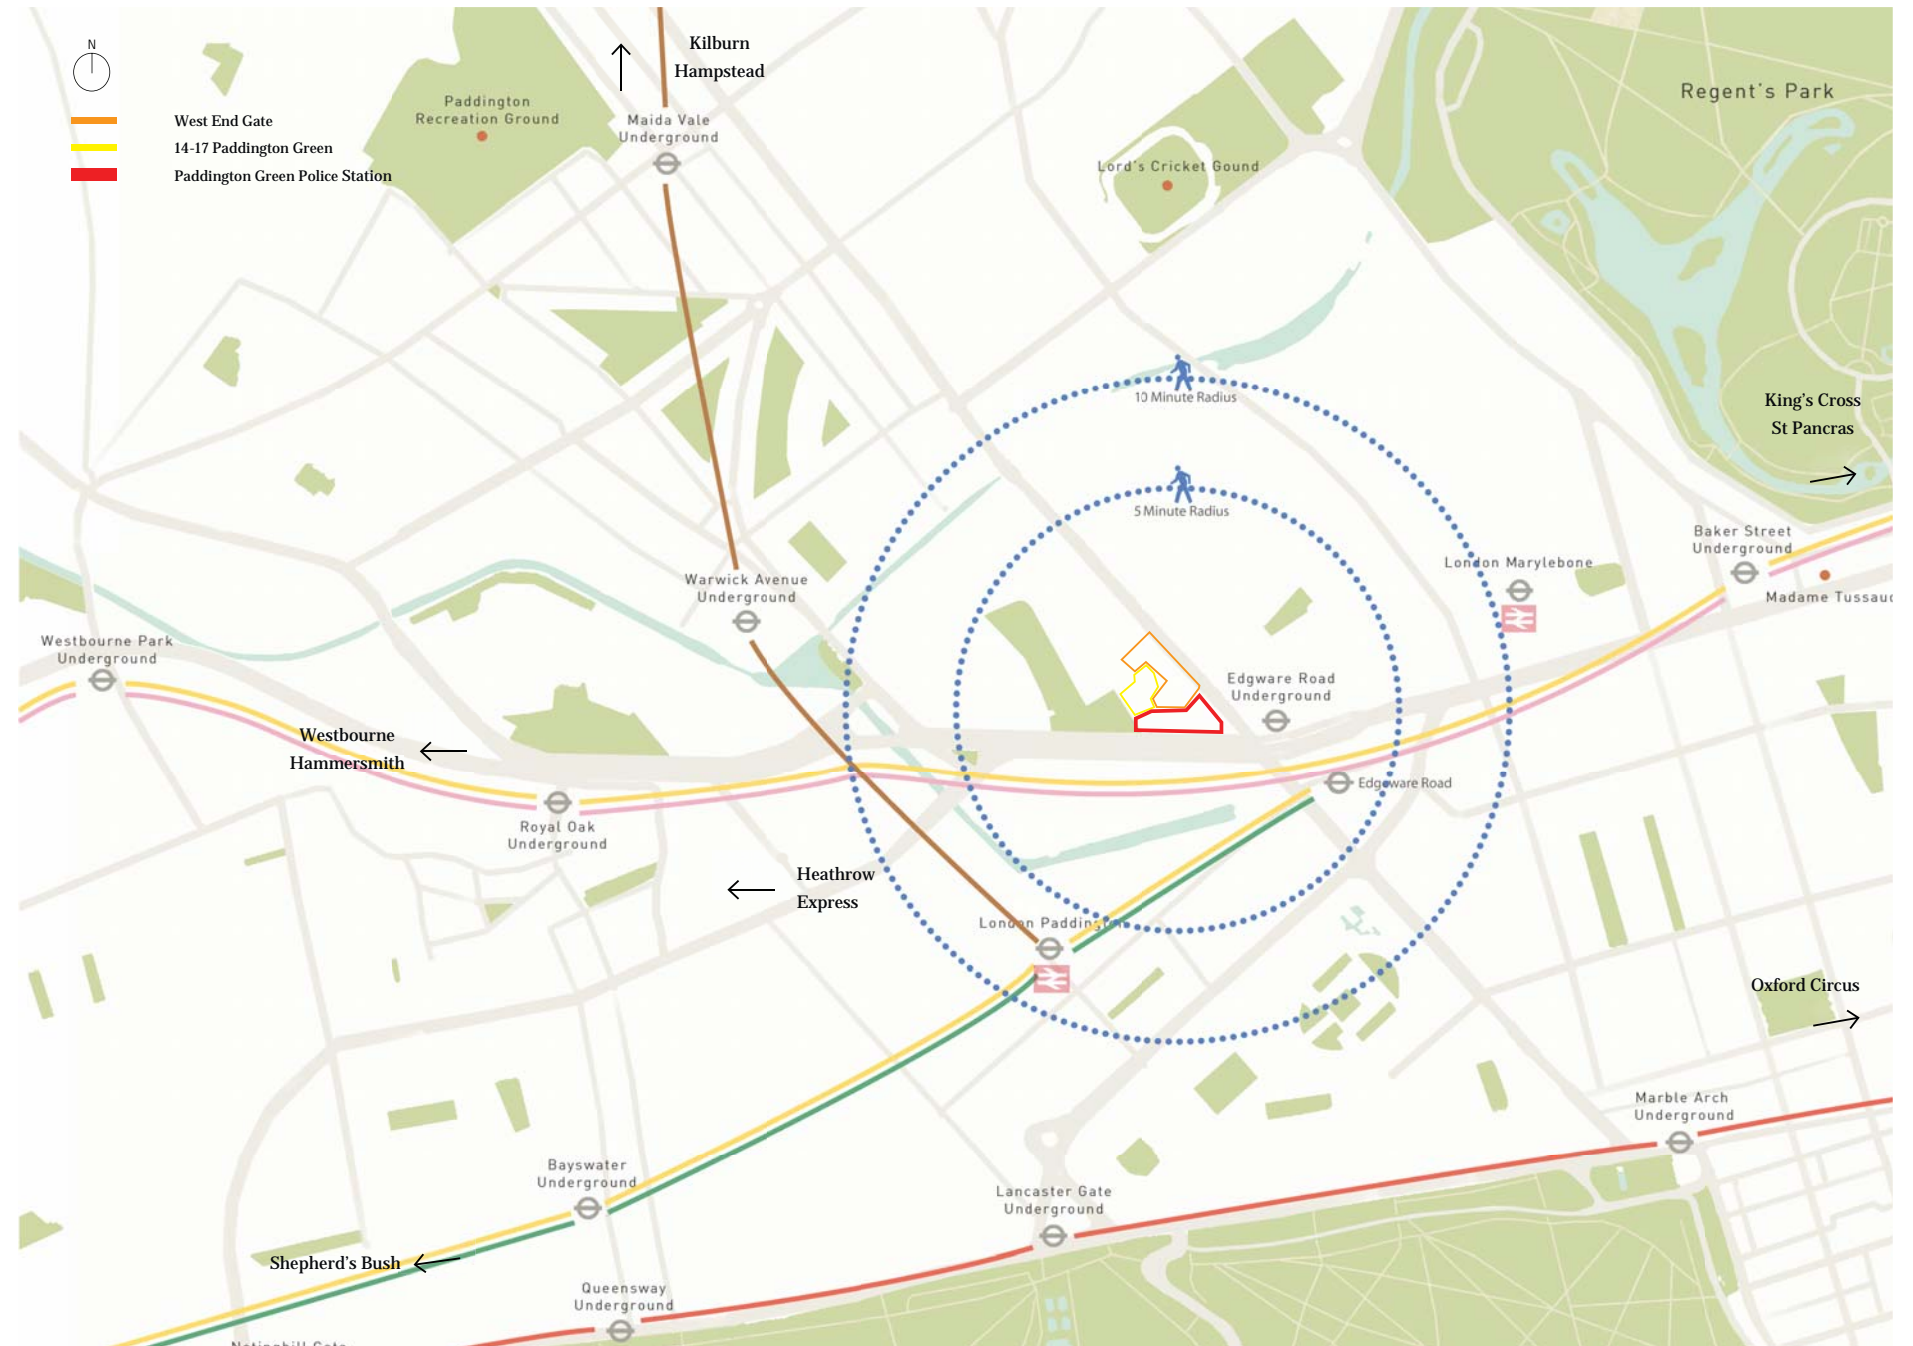 N
Kilburn
Hampstead
West End Gate
14-17 Paddington Green
Paddington Green Police Station
Paddington
Recreation Ground
Maida Vale
Underground
Lord's Cricket Gound
Regent's Park
10 Minute Radius
King's Cross
St Pancras
5 Minute Radius
Baker Street
Underground
London Marylebone
Madame Tussaud
Warwick Avenue
Underground
Westbourne Park
Underground
Edgware Road
Underground
Westbourne
Hammersmith
Edgeware Road
Royal Oak
Underground
Heathrow
Express
London Paddington
Oxford Circus
Marble Arch
Underground
Bayswater
Underground
Lancaster Gate
Underground
Shepherd's Bush
Queensway
Underground